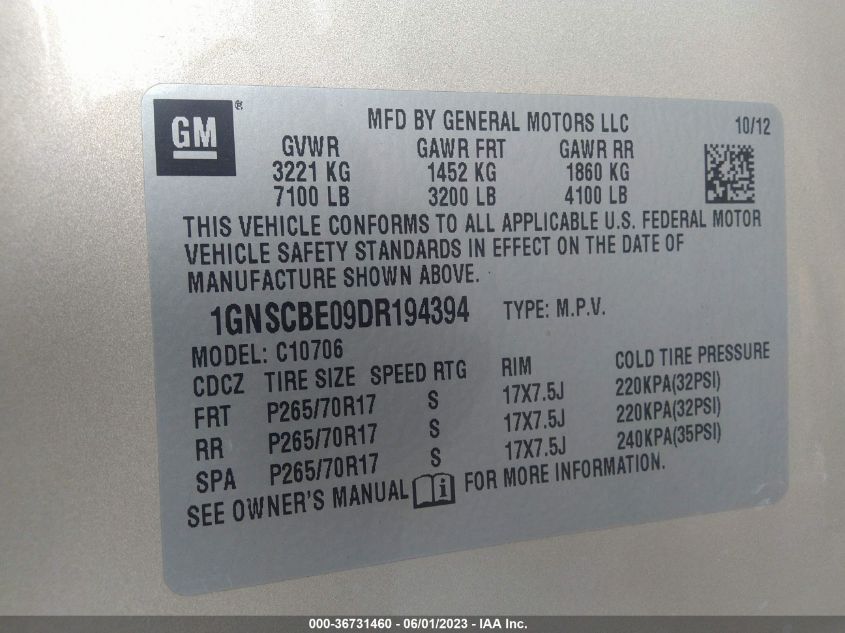 GM ®
MFD BY GENERAL MOTORS LLC 10/12
GVWR GAWR FRT GAWR RR
3221 KG 1452 KG 1860 KG
7100 LB 3200 LB 4100 LB
THIS VEHICLE CONFORMS TO ALL APPLICABLE U.S. FEDERAL MOTOR
VEHICLE SAFETY STANDARDS IN EFFECT ON THE DATE OF
MANUFACTURE SHOWN ABOVE.
1GNSCBE09DR194394 TYPE: M.P.V.
MODEL: C10706
CDCZ TIRE SIZE SPEED RTG RIM COLD TIRE PRESSURE
FRT P265/70R17 S 17X7.5J 220KPA(32PSI)
RR P265/70R17 S 17X7.5J 220KPA(32PSI)
SPA P265/70R17 S 17X7.5J 240KPA(35PSI)
SEE OWNER'S MANUAL i FOR MORE INFORMATION.
000-36731460 - 06/01/2023 - IAA Inc.